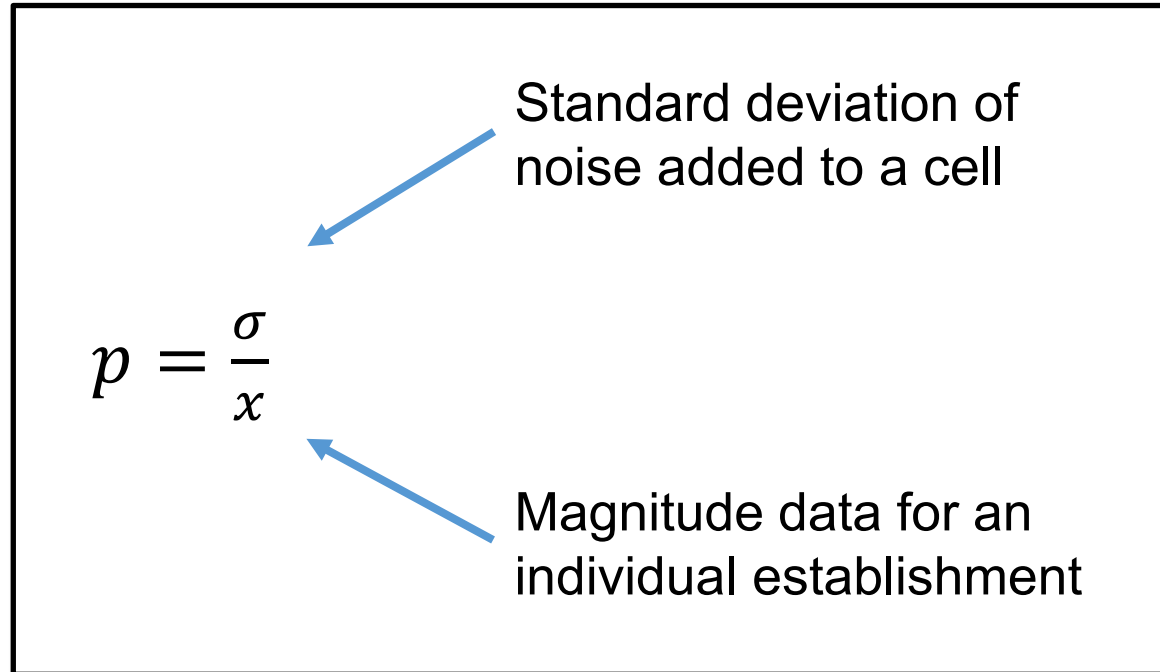 Standard deviation of
noise added to a cell
p = σ/x
Magnitude data for an
individual establishment